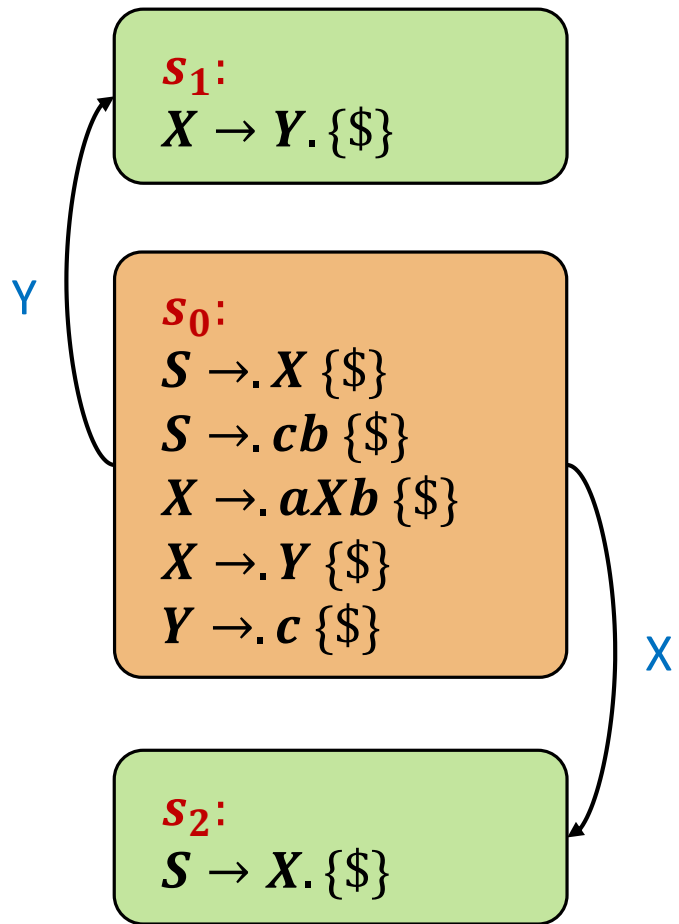 s₁:
X → Y. {$}
Y
s₀:
S →. X {$}
S →. cb {$}
X →. aXb {$}
X →. Y {$}
Y →. c {$}
X
s₂:
S → X. {$}